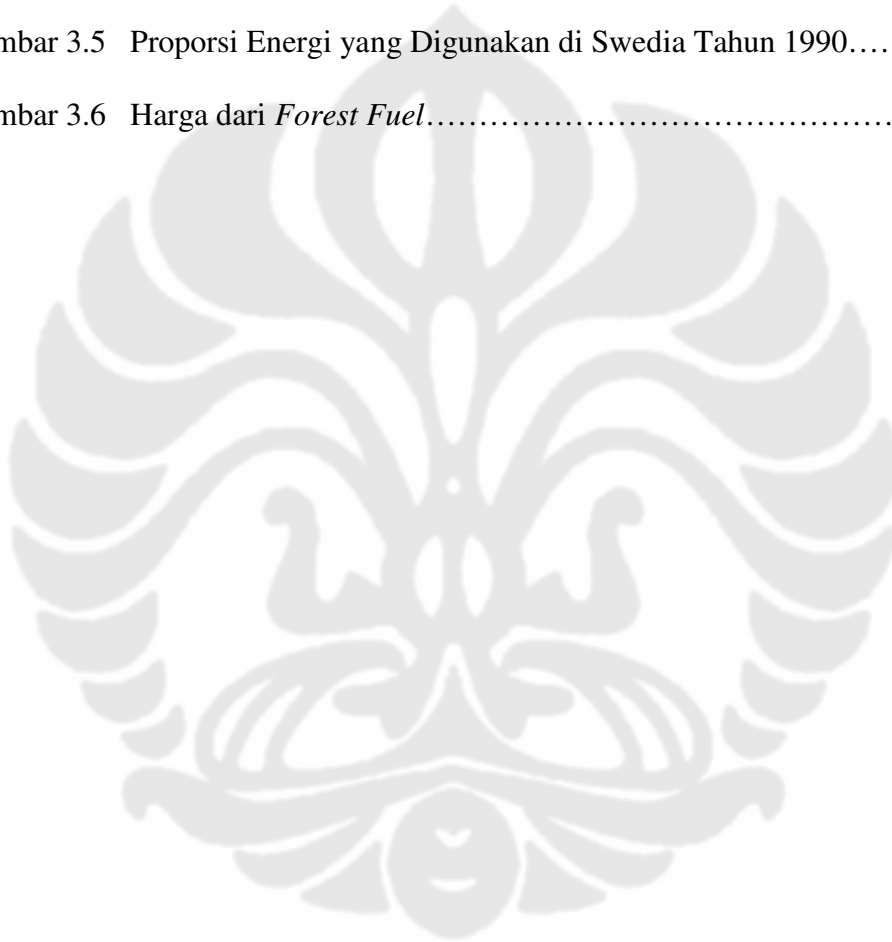 mbar 3.5 Proporsi Energi yang Digunakan di Swedia Tahun 1990….
mbar 3.6 Harga dari Forest Fuel……………………………………….